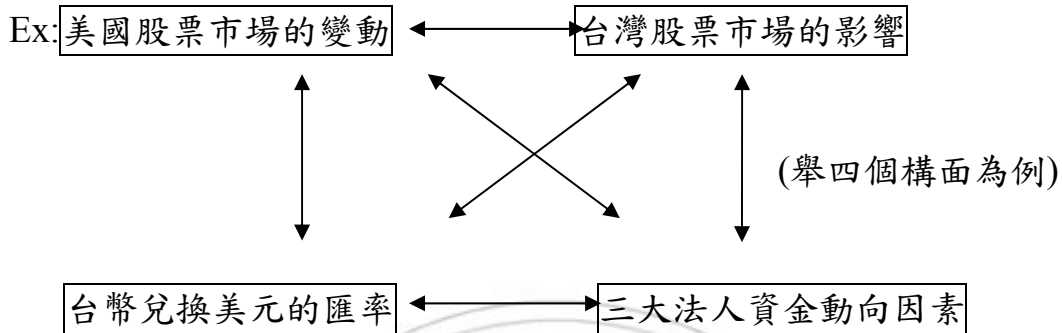 Ex:美國股票市場的變動 台灣股票市場的影響
(舉四個構面為例)
台幣兌換美元的匯率 三大法人資金動向因素